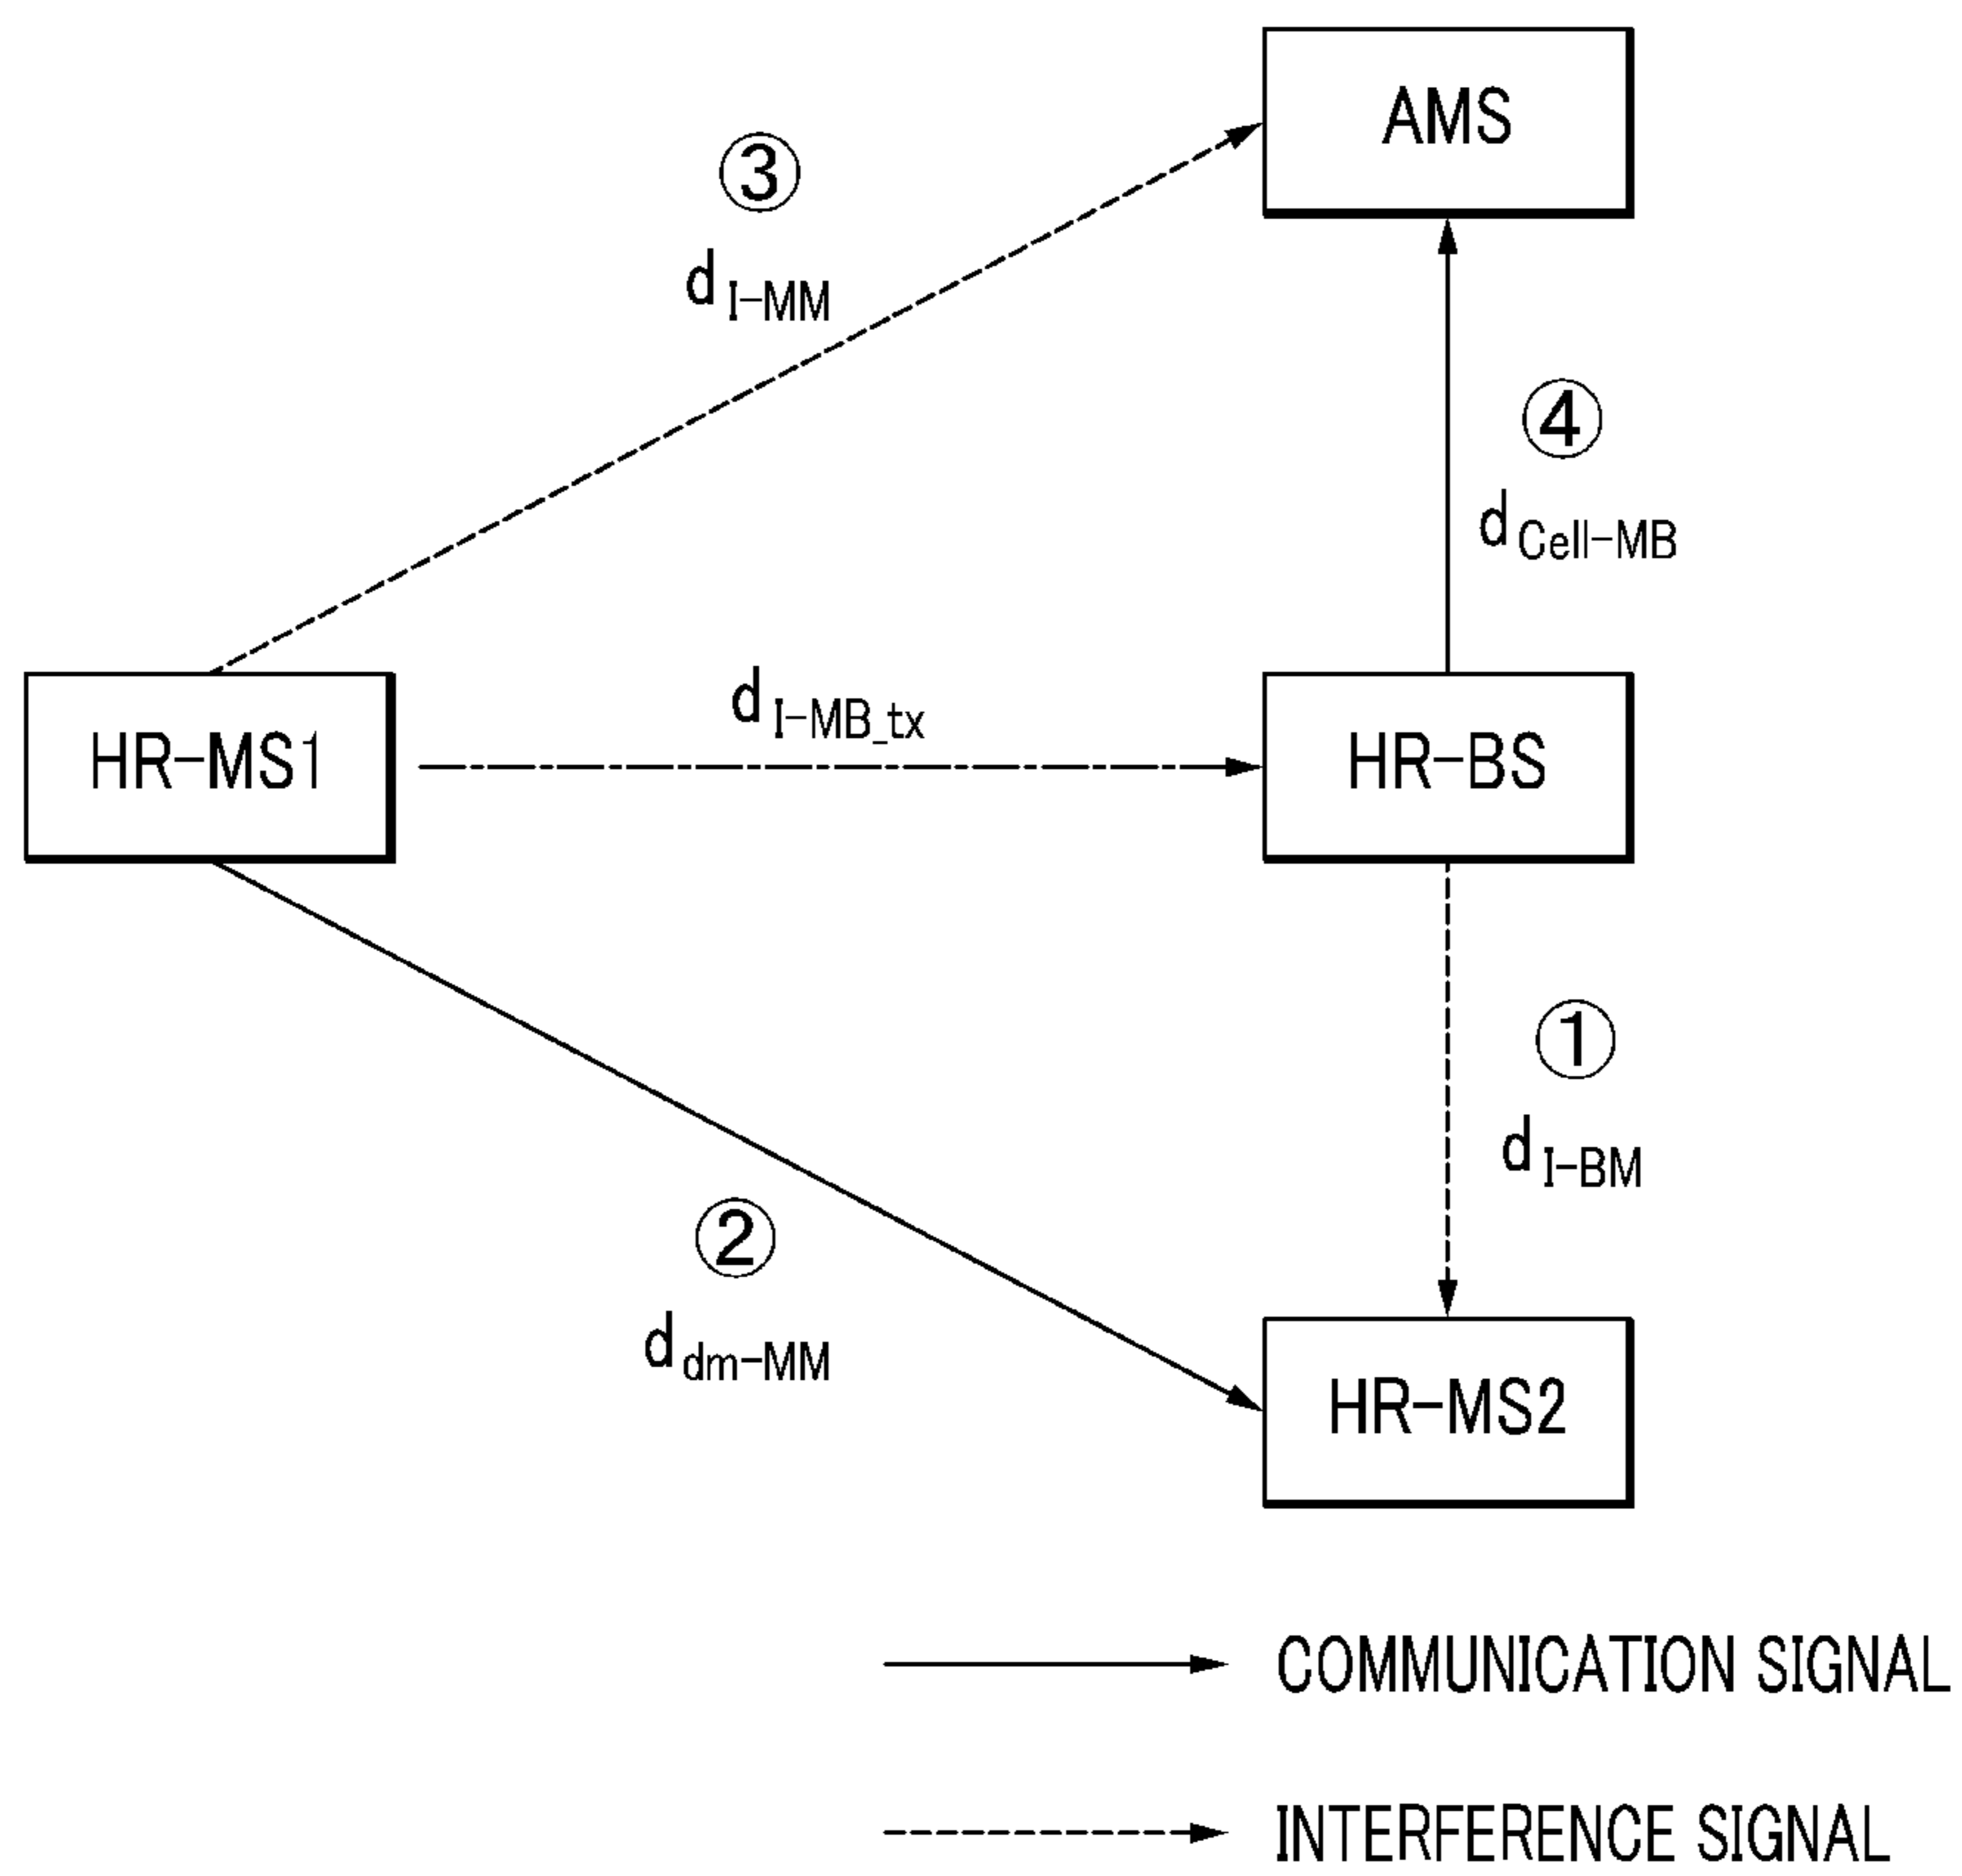 AMS
③
d I-MM
④
d Cell-MB
HR-MS1
d I-MB_tx
HR-BS
①
d I-BM
②
d dm-MM
HR-MS2
COMMUNICATION SIGNAL
INTERFERENCE SIGNAL